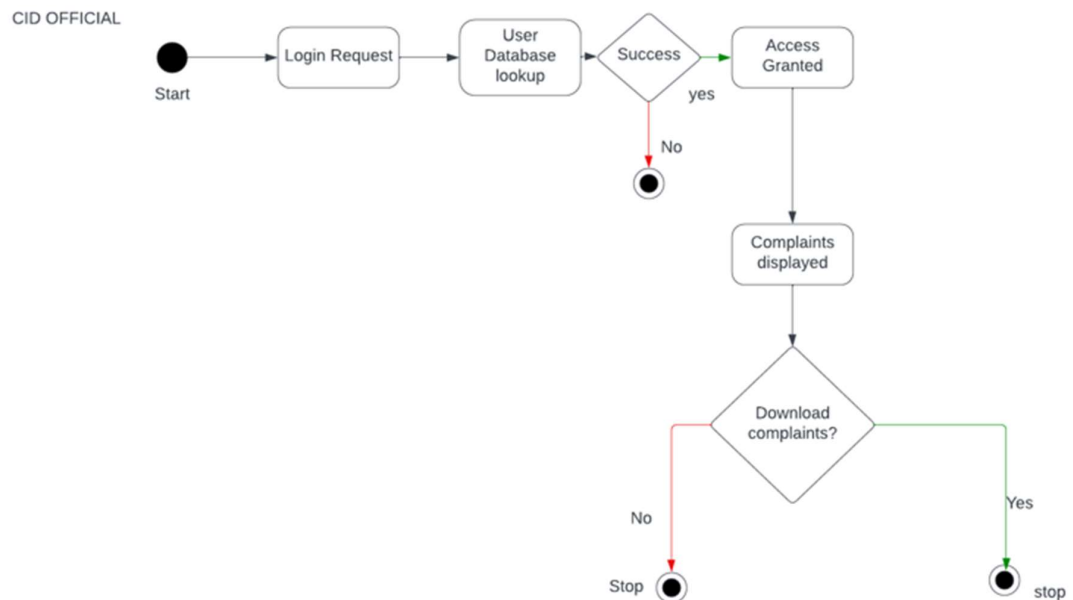 CID OFFICIAL
Start
Login Request
User
Database
lookup
Success
yes
No
Access
Granted
Complaints
displayed
Download
complaints?
No
Yes
Stop
stop